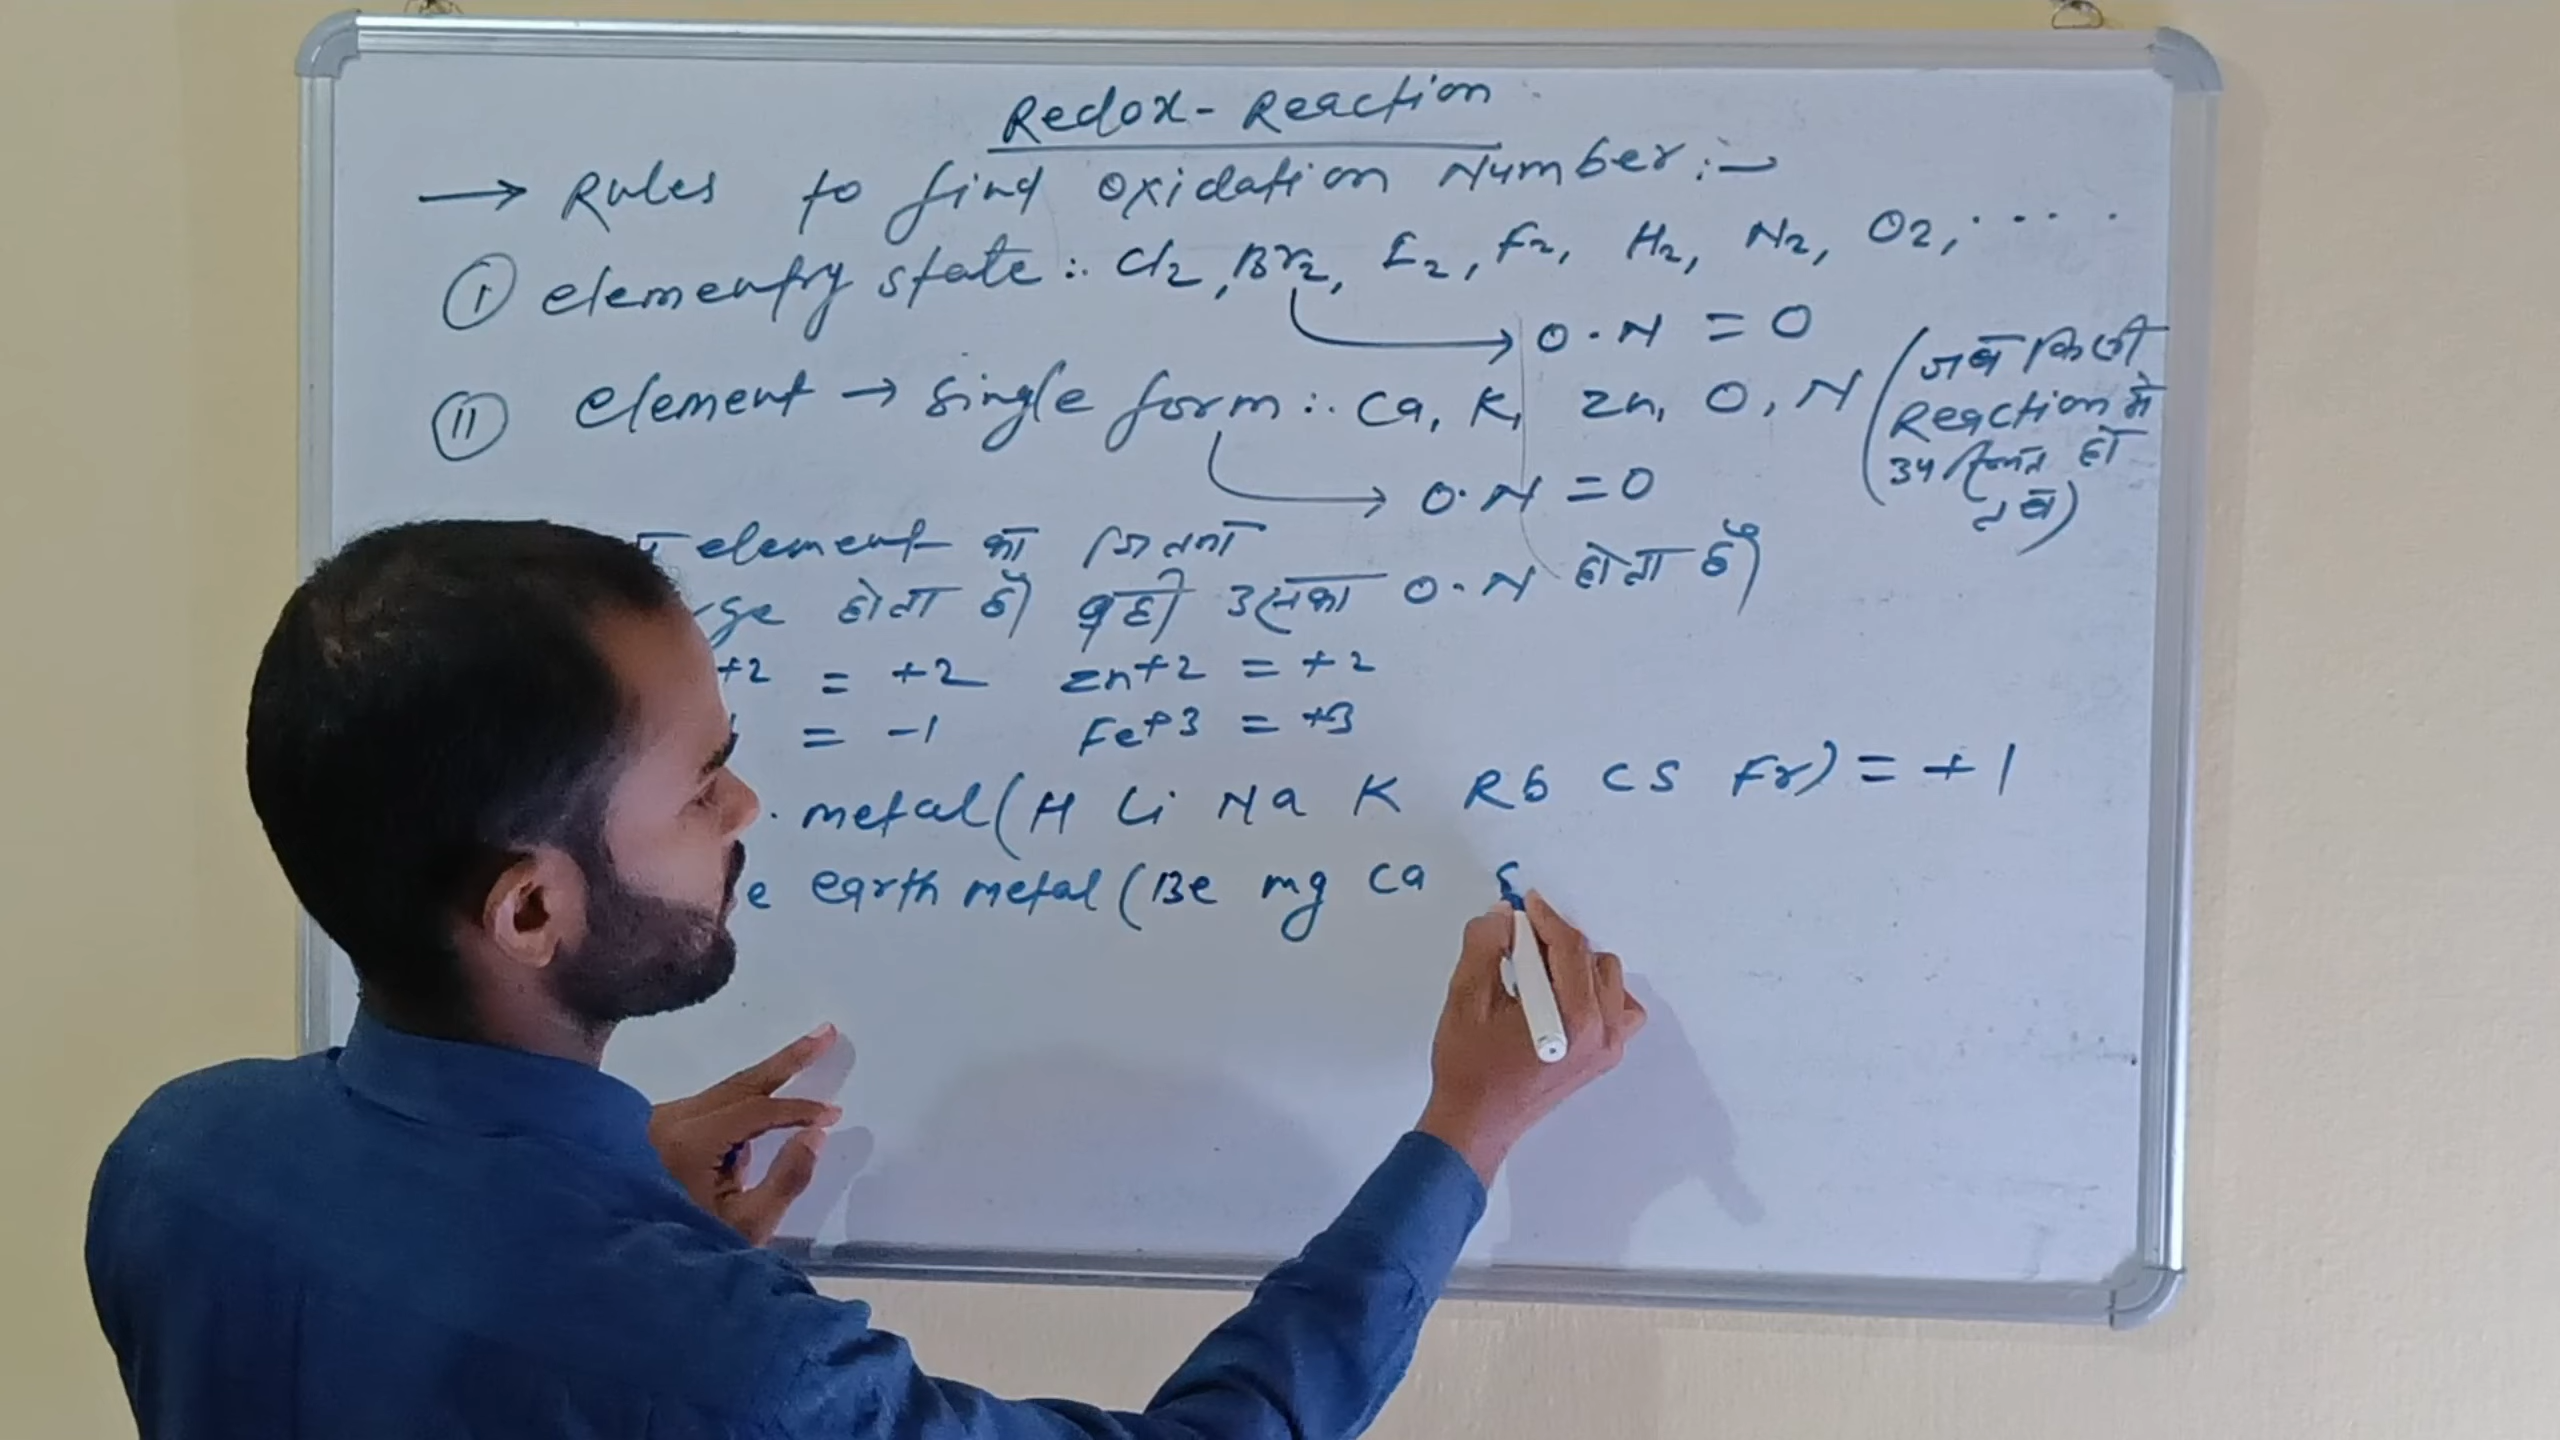 Redox - Reaction
→ Rules to find Oxidation Number :-
(I) elementry state :. Cl2, Br2, I2, F2, H2, N2, O2, ....
→ O.N = 0
(II) element → Single form :. Ca, K, Zn, O, N (जब किसी
Reaction में
उपस्थित हो
तब)
→ O.N = 0
element का जितना
होता है वही उसका O.N होता है
+2 = +2 Zn+2 = +2
= -1 Fe+3 = +3
metal (H Li Na K Rb Cs Fr) = +1
earth metal (Be mg Ca